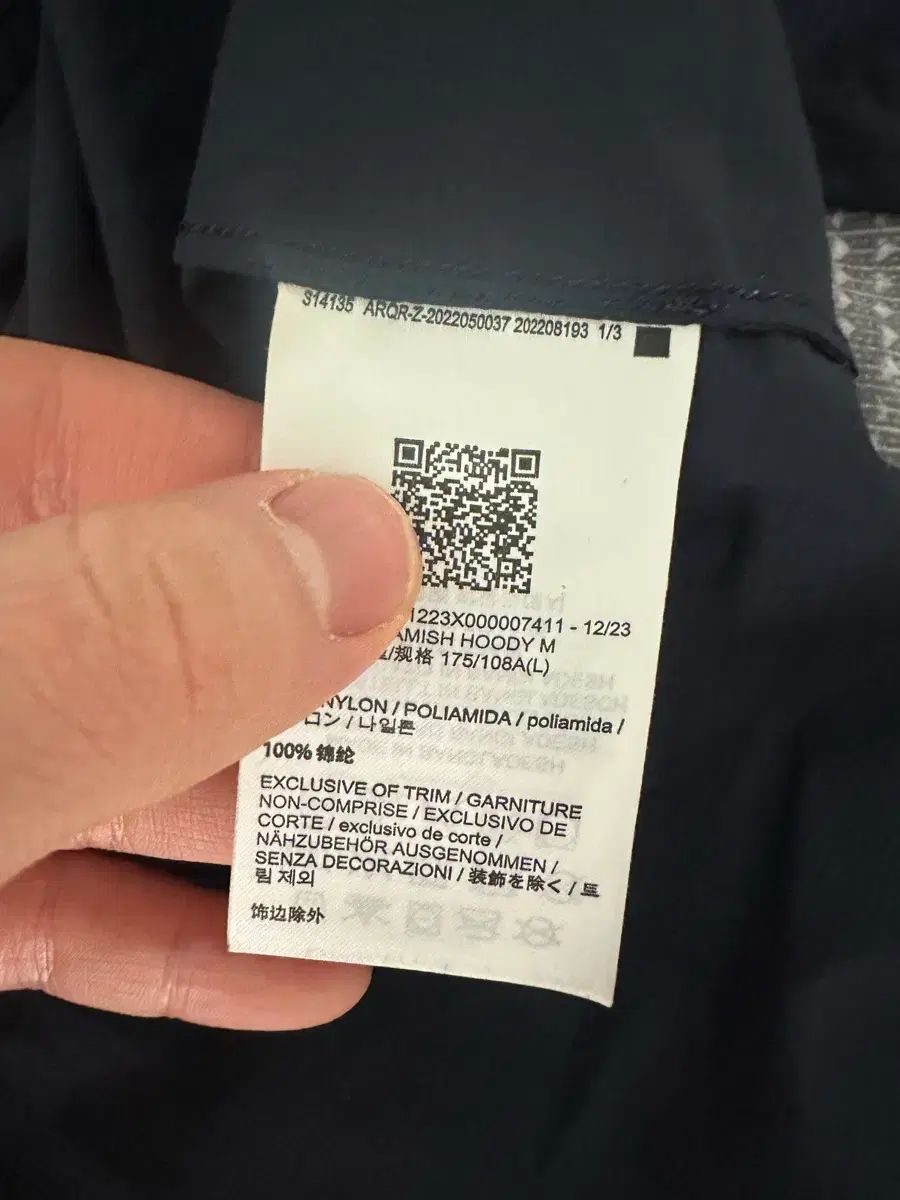 S14135 ARQR-Z-2022050037 202208193 1/3
1223X000007411 - 12/23
AMISH HOODY M
/规格 175/108A(L)
NYLON / POLIAMIDA / poliamida /
ロン / 나일론
100% 锦纶
EXCLUSIVE OF TRIM / GARNITURE
NON-COMPRISE / EXCLUSIVO DE
CORTE / exclusivo de corte /
NÄHZUBEHÖR AUSGENOMMEN /
SENZA DECORAZIONI / 装飾を除く / 트
림 제외
饰边除外